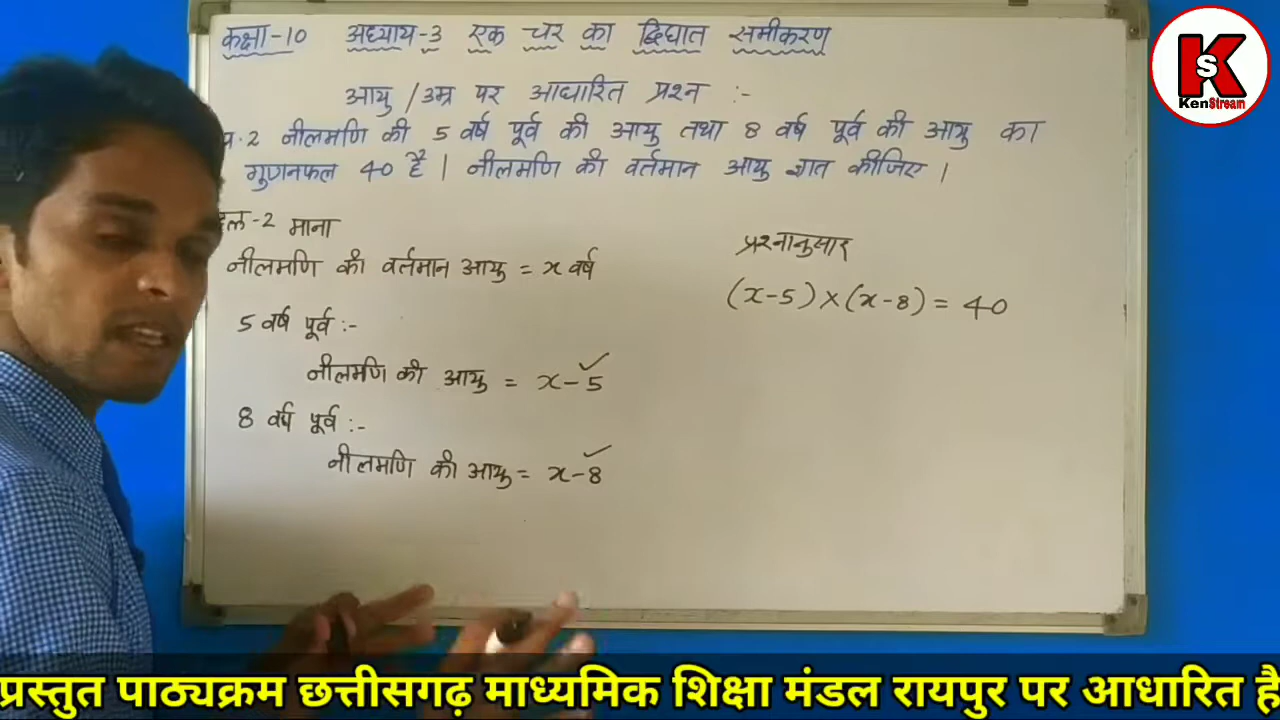 कक्षा-10 अध्याय-3 एक चर का द्विघात समीकरण
आयु / उम्र पर आधारित प्रश्न :-
प्र.2 नीलमणि की 5 वर्ष पूर्व की आयु तथा 8 वर्ष पूर्व की आयु का
गुणनफल 40 है । नीलमणि की वर्तमान आयु ज्ञात कीजिए ।
हल-2 माना
नीलमणि की वर्तमान आयु = x वर्ष
5 वर्ष पूर्व :-
नीलमणि की आयु = x-5 ✓
8 वर्ष पूर्व :-
नीलमणि की आयु = x-8 ✓
प्रश्नानुसार
(x-5)×(x-8) = 40
KS
KenStream
प्रस्तुत पाठ्यक्रम छत्तीसगढ़ माध्यमिक शिक्षा मंडल रायपुर पर आधारित है